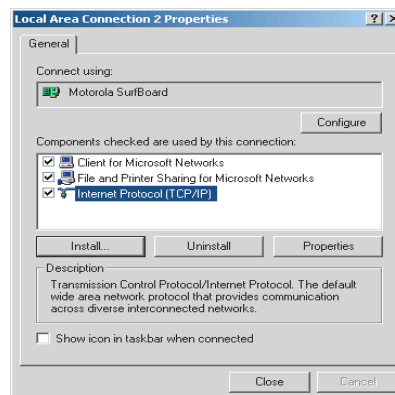 Local Area Connection 2 Properties
General
Connect using:
Motorola SurfBoard
Configure
Components checked are used by this connection:
Client for Microsoft Networks
File and Printer Sharing for Microsoft Networks
Internet Protocol (TCP/IP)
Install... Uninstall Properties
Description
Transmission Control Protocol/Internet Protocol. The default
wide area network protocol that provides communication
across diverse interconnected networks.
Show icon in taskbar when connected
Close Cancel